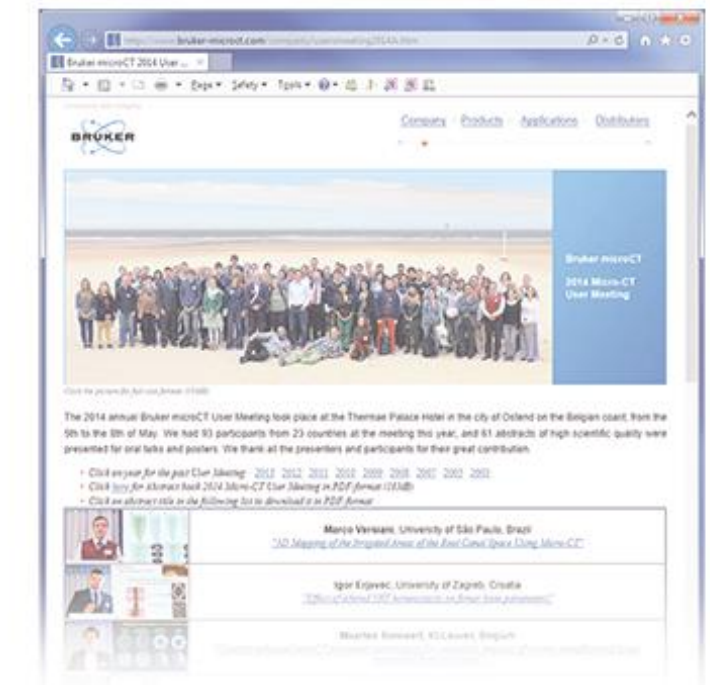 bruker-microct.com
Bruker microCT 2014 User ...
Page Safety Tools
BRUKER
Company Products Applications Distributors
Bruker microCT
2014 Micro-CT
User Meeting
The 2014 annual Bruker microCT User Meeting took place at the Thermae Palace Hotel in the city of Ostend on the Belgian coast, from the
5th to the 8th of May. We had 93 participants from 23 countries at the meeting this year, and 61 abstracts of high scientific quality were
presented for oral talks and posters. We thank all the presenters and participants for their great contribution.
Click on year for the past User Meeting: 2013 2012 2011 2010 2009 2008 2007
Click here for Abstract book 2014 Micro-CT User Meeting in PDF format
Click on abstract title in the following list to download it in PDF format
Marco Versiani, University of São Paulo, Brazil
Mapping of the Irrigated Areas of the Root Canal Space Using Micro-CT"
Igor Erjavec, University of Zagreb, Croatia
Belgium